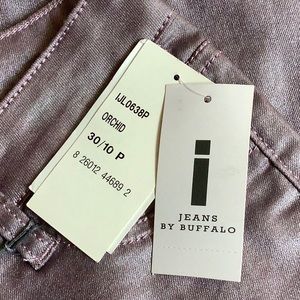 IJL0638P
ORCHID
30/10 P
8 26012 44689 2
i
JEANS
BY BUFFALO